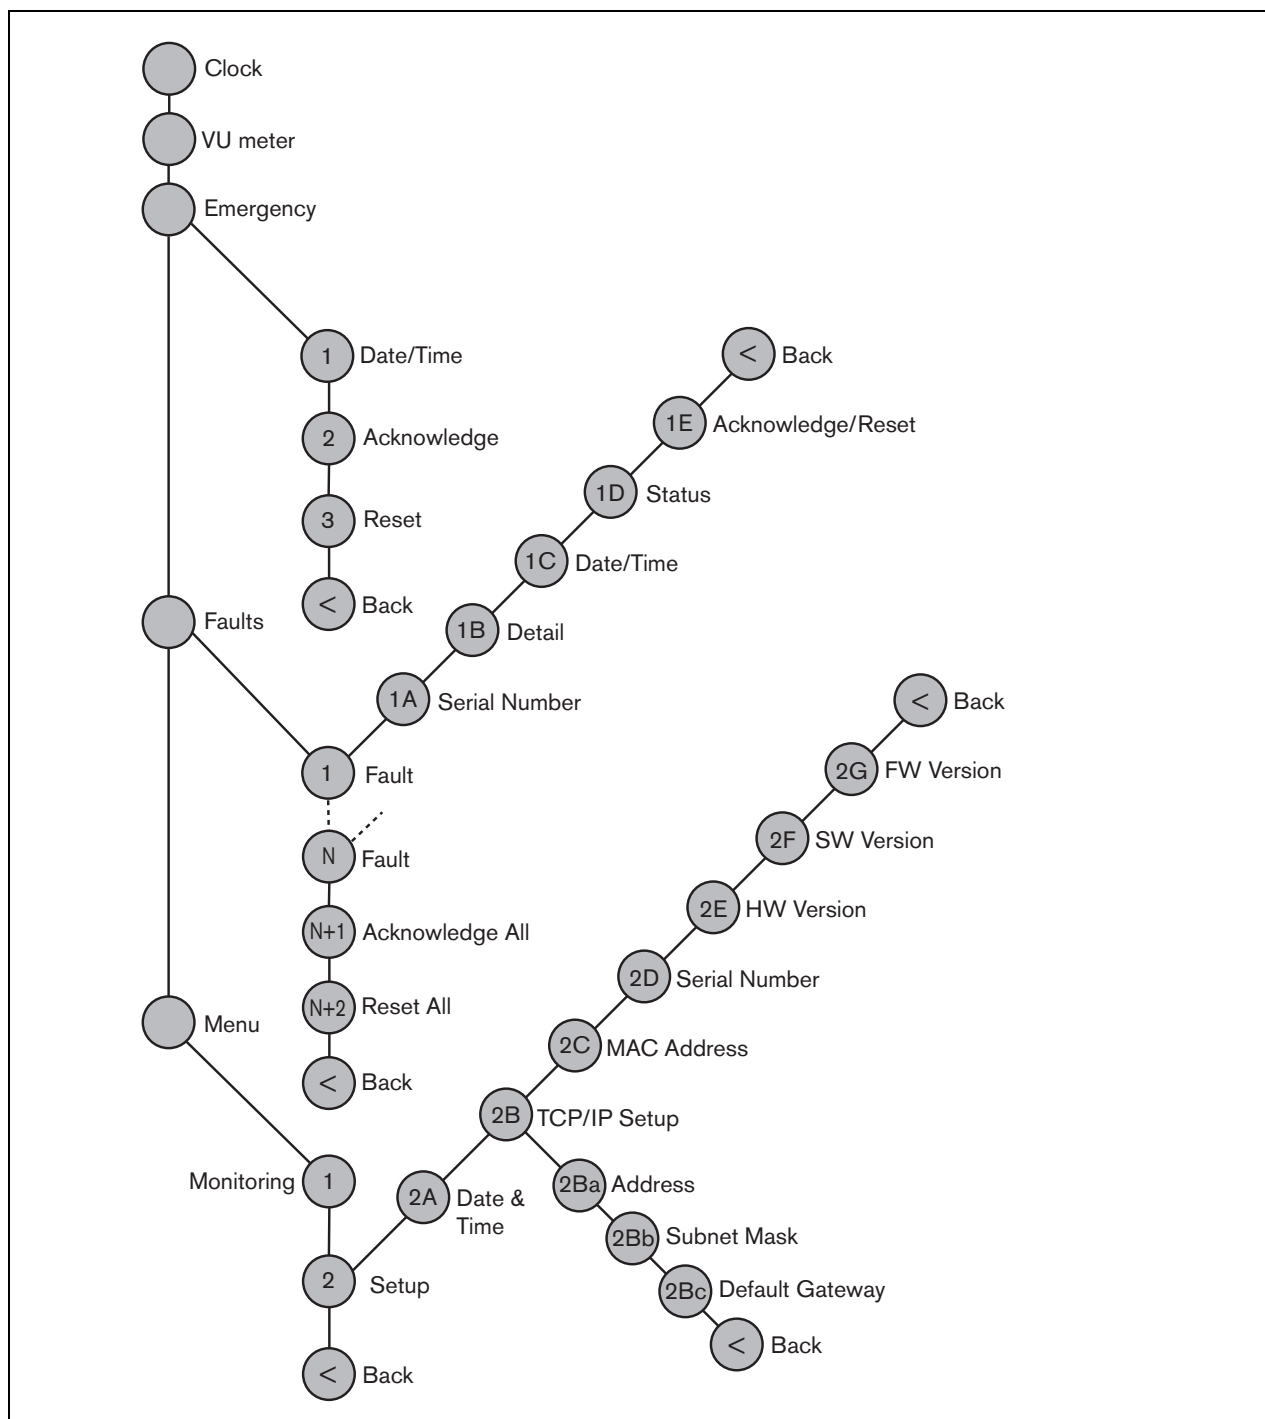 Clock
VU meter
Emergency
1 Date/Time
< Back
1E Acknowledge/Reset
2 Acknowledge
1D Status
3 Reset
1C Date/Time
< Back
Faults
1B Detail
1A Serial Number
< Back
1 Fault
2G FW Version
2F SW Version
N Fault
2E HW Version
N+1 Acknowledge All
2D Serial Number
N+2 Reset All
Menu
2C MAC Address
< Back
2B TCP/IP Setup
Monitoring 1
2A Date &
Time
2Ba Address
2Bb Subnet Mask
2 Setup
2Bc Default Gateway
< Back
< Back